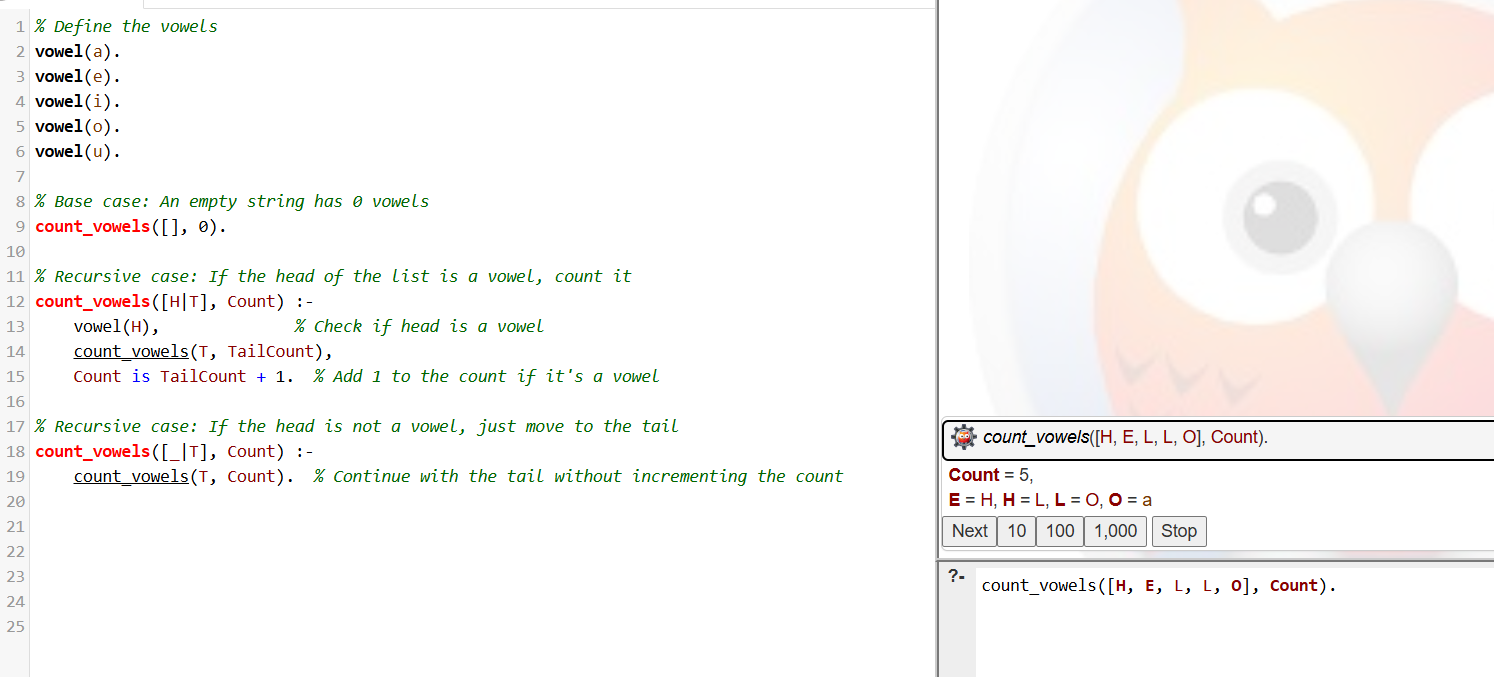 1 % Define the vowels
2 vowel(a).
3 vowel(e).
4 vowel(i).
5 vowel(o).
6 vowel(u).
7
8 % Base case: An empty string has 0 vowels
9 count_vowels([], 0).
10
11 % Recursive case: If the head of the list is a vowel, count it
12 count_vowels([H|T], Count) :-
13 vowel(H), % Check if head is a vowel
14 count_vowels(T, TailCount),
15 Count is TailCount + 1. % Add 1 to the count if it's a vowel
16
17 % Recursive case: If the head is not a vowel, just move to the tail
18 count_vowels([_|T], Count) :-
19 count_vowels(T, Count). % Continue with the tail without incrementing the count
20
21
22
23
24
25
count_vowels([H, E, L, L, O], Count).
Count = 5,
E = H, H = L, L = O, O = a
Next 10 100 1,000 Stop
?- count_vowels([H, E, L, L, O], Count).